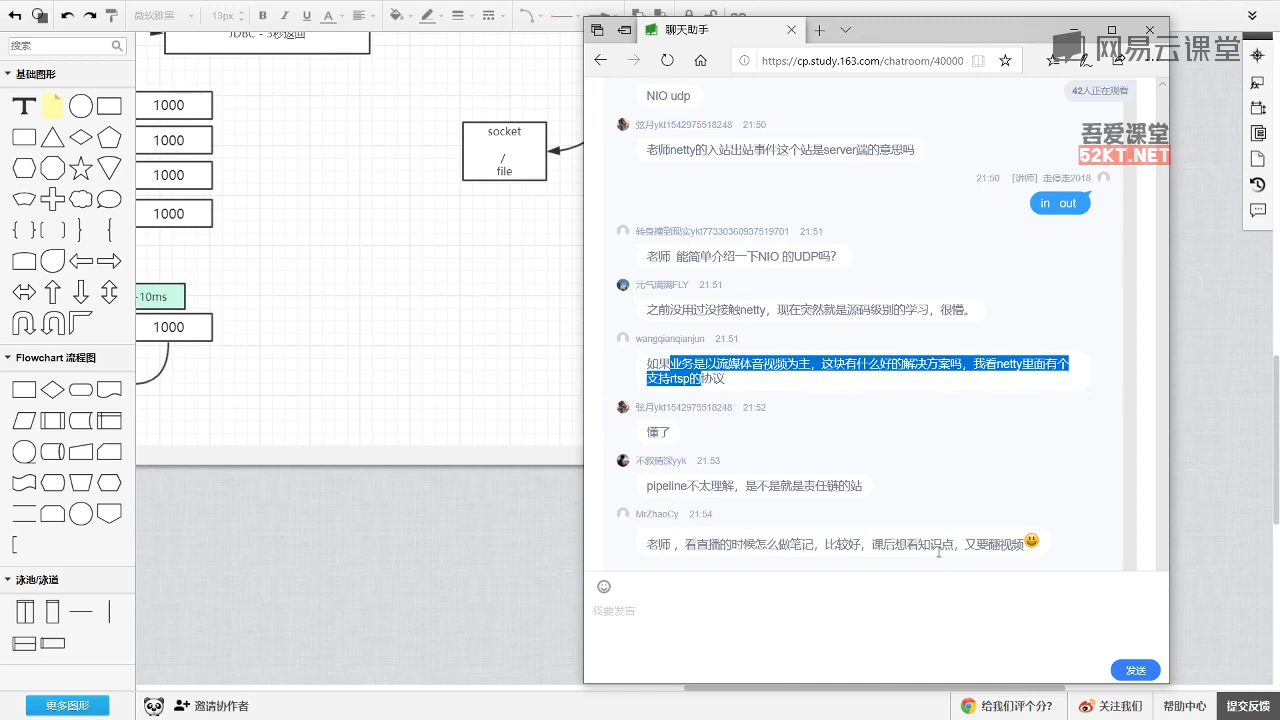 微软雅黑
13px
B
I
U
A
搜索
JDBC - 3秒返回
基础图形
T
1000
1000
1000
1000
10ms
1000
socket
/
file
Flowchart 流程图
泳池/泳道
更多图形
邀请协作者
聊天助手
https://cp.study.163.com/chatroom/40000
网易云课堂
42人正在观看
吾爱课堂
52KT.NET
NIO udp
弦月ykt1542975518248 21:50
老师netty的入站出站事件这个站是server端的意思吗
21:50 [讲师] 走停走2018
in out
转身撞到现实ykt77330360937519701 21:51
老师 能简单介绍一下NIO 的UDP吗?
元气满满FLY 21:51
之前没用过没接触netty，现在突然就是源码级别的学习，很懵。
wangqianqianjun 21:51
如果业务是以流媒体音视频为主，这块有什么好的解决方案吗，我看netty里面有个
支持rtsp的协议
弦月ykt1542975518248 21:52
懂了
不叙情深yyk 21:53
pipeline不太理解，是不是就是责任链的站
MrZhaoCy 21:54
老师 ，看直播的时候怎么做笔记，比较好，课后想看知识点，又要翻视频
我要发言
发送
给我们评个分?
关注我们
帮助中心
提交反馈